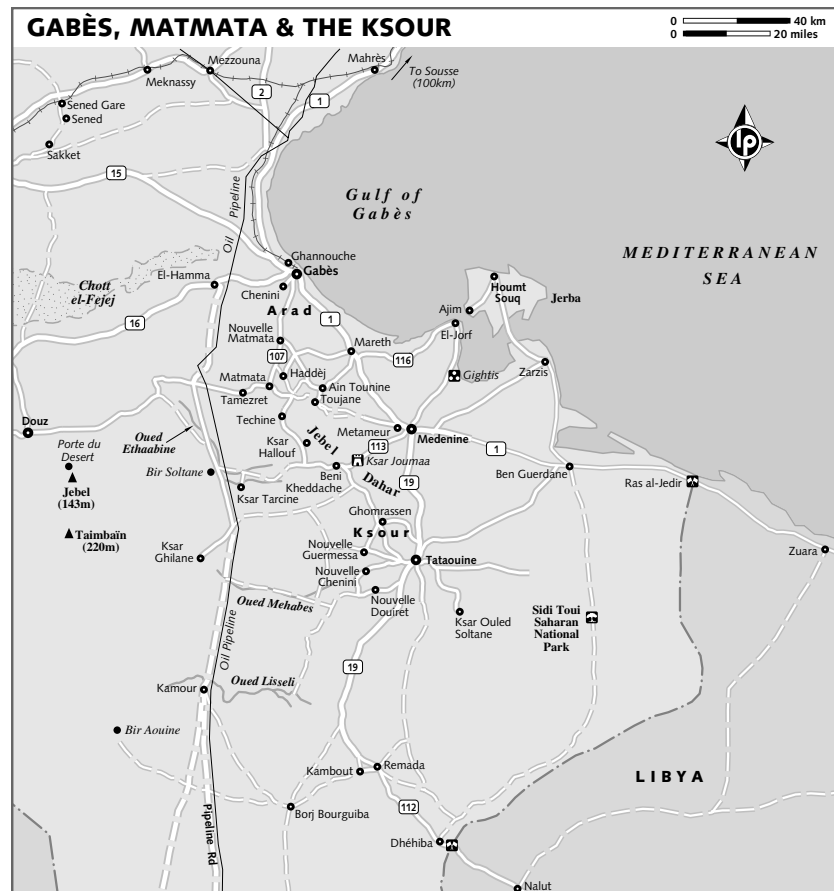 GABÈS, MATMATA & THE KSOUR
0 40 km
0 20 miles
Mezzouna
Mahrès
Meknassy
To Sousse
(100km)
2
1
Sened Gare
Sened
Sakket
lp
15
Oil Pipeline
Gulf of
Gabès
MEDITERRANEAN
SEA
Ghannouche
Gabès
El-Hamma
Chott
el-Fejej
Chenini
Houmt
Souq
Jerba
Ajim
Arad
El-Jorf
16
1
Nouvelle
Matmata
Mareth
107
116
Haddèj
Gightis
Zarzis
Matmata
Ain Tounine
Tamezret
Toujane
Douz
Techine
Metameur
Medenine
Oued
Ethaabine
Jebel
113
1
Porte du
Desert
Ksar
Hallouf
Ksar Joumaa
Bir Soltane
Beni
Kheddache
Dahar
Ben Guerdane
Jebel
(143m)
Ksar Tarcine
19
Ras al-Jedir
Ghomrassen
Taimbaïn
(220m)
Ksour
Ksar
Ghilane
Nouvelle
Guermessa
Tataouine
Zuara
Nouvelle
Chenini
Oued Mehabes
Nouvelle
Douiret
Ksar Ouled
Soltane
Sidi Toui
Saharan
National
Park
Oil Pipeline
19
Oued Lisseli
Kamour
Bir Aouine
Kambout
Remada
LIBYA
Pipeline Rd
Borj Bourguiba
112
Dhéhiba
Nalut